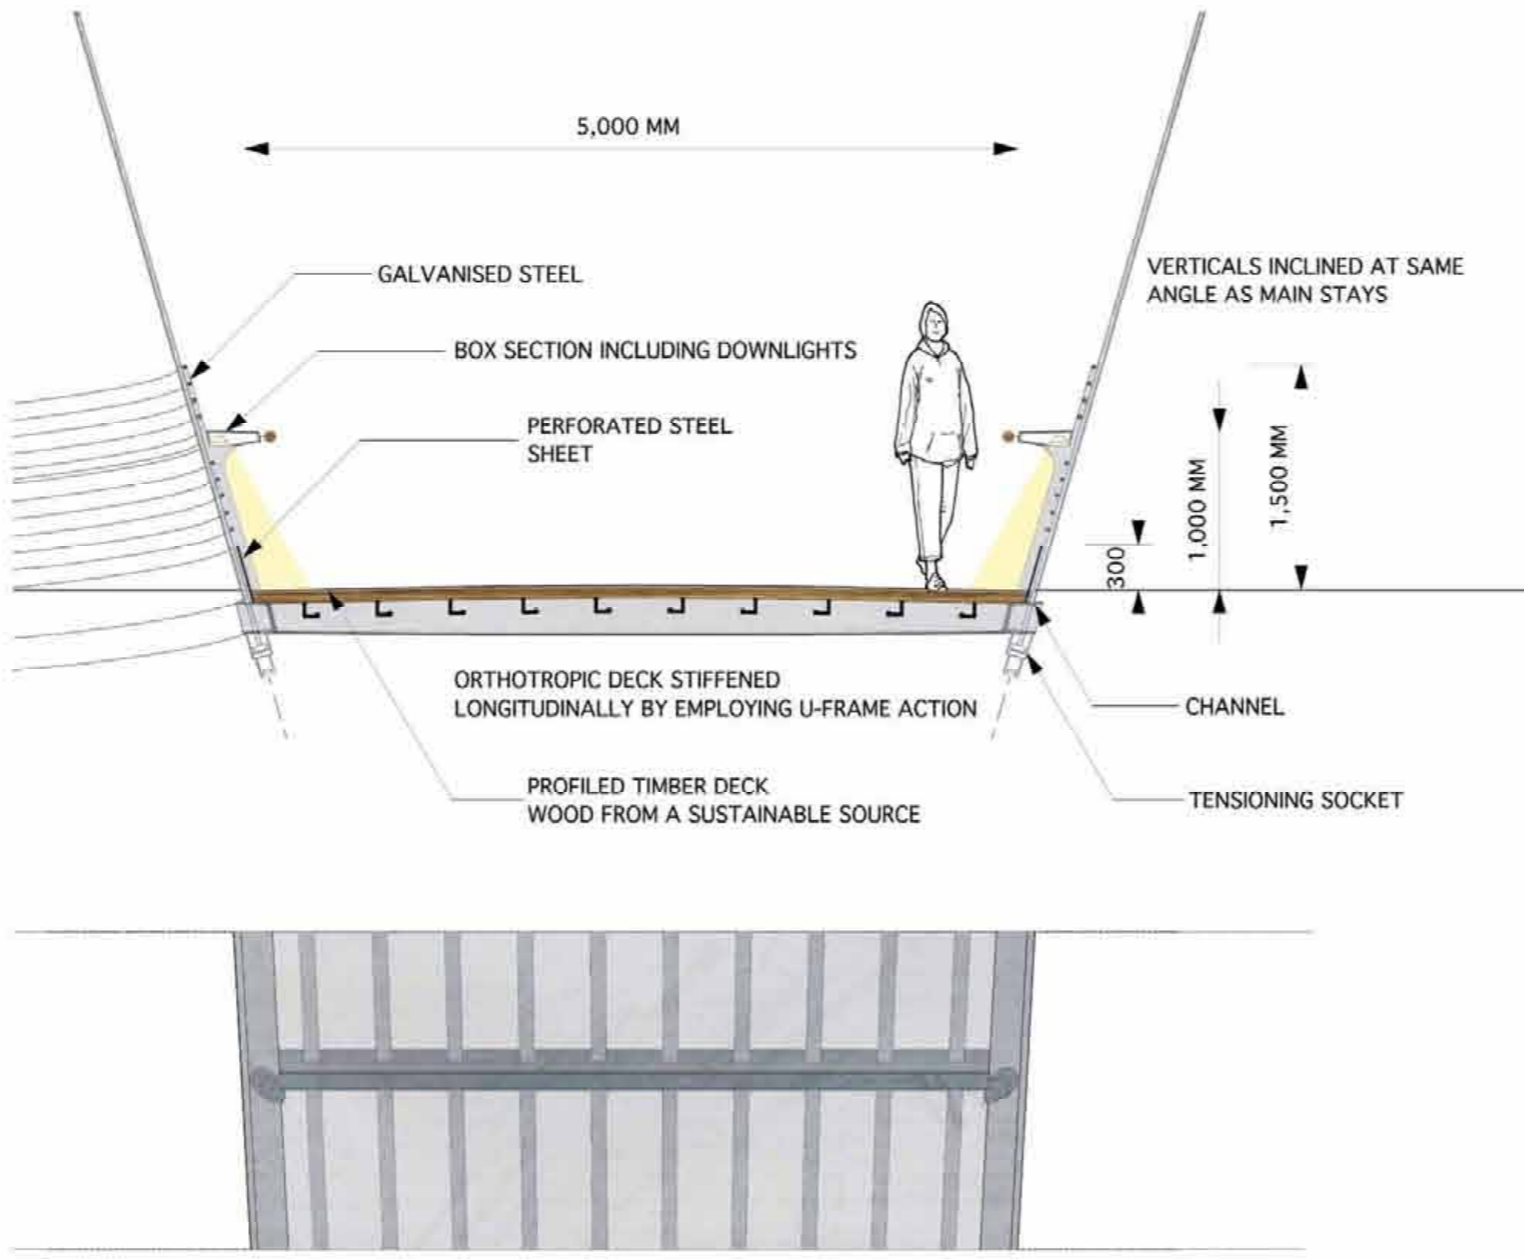 5,000 MM
GALVANISED STEEL
VERTICALS INCLINED AT SAME
ANGLE AS MAIN STAYS
BOX SECTION INCLUDING DOWNLIGHTS
PERFORATED STEEL
SHEET
300
1,000 MM
1,500 MM
ORTHOTROPIC DECK STIFFENED
LONGITUDINALLY BY EMPLOYING U-FRAME ACTION
CHANNEL
PROFILED TIMBER DECK
WOOD FROM A SUSTAINABLE SOURCE
TENSIONING SOCKET